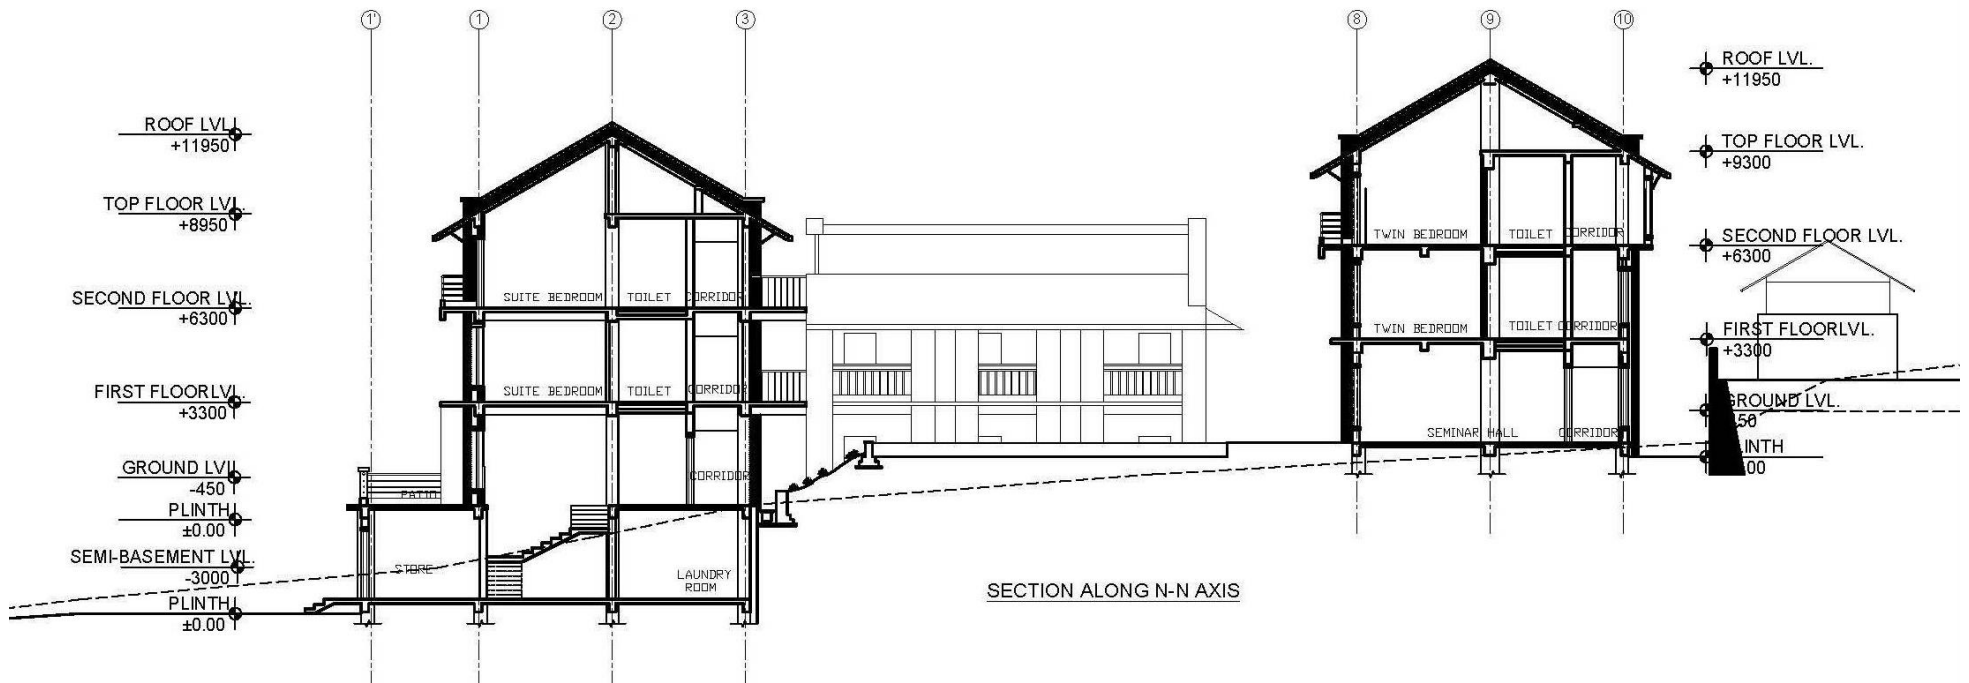 1' 1 2 3 8 9 10
ROOF LVL.
+11950
TOP FLOOR LVL.
+8950
SECOND FLOOR LVL.
+6300
FIRST FLOOR LVL.
+3300
GROUND LVL
-450
PLINTH
±0.00
SEMI-BASEMENT LVL.
-3000
PLINTH
±0.00
SUITE BEDROOM TOILET CORRIDOR
SUITE BEDROOM TOILET CORRIDOR
CORRIDOR
PATIO
STORE
LAUNDRY
ROOM
TWIN BEDROOM TOILET CORRIDOR
TWIN BEDROOM TOILET CORRIDOR
SEMINAR HALL CORRIDOR
ROOF LVL.
+11950
TOP FLOOR LVL.
+9300
SECOND FLOOR LVL.
+6300
FIRST FLOORLVL.
+3300
GROUND LVL.
SECTION ALONG N-N AXIS